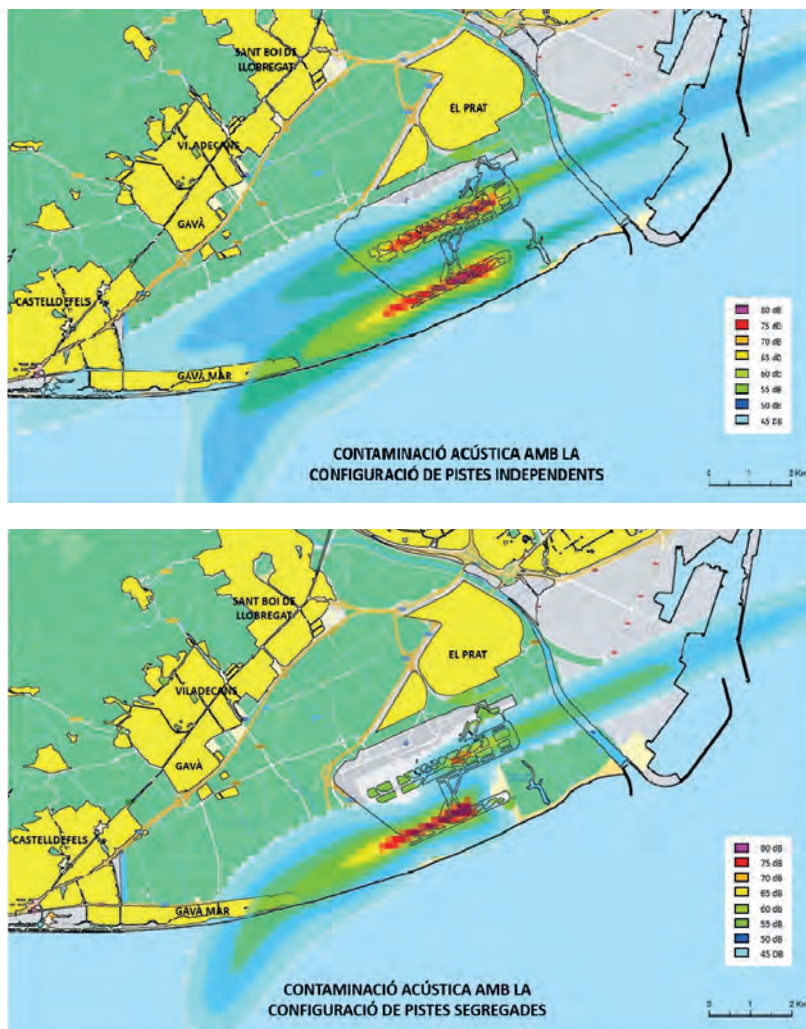 SANT BOI DE
LLOBREGAT
EL PRAT
VILADECANS
GAVÀ
CASTELLDEFELS
GAVÀ MAR
80 dB
75 dB
70 dB
65 dB
60 dB
55 dB
50 dB
45 DB
CONTAMINACIÓ ACÚSTICA AMB LA
CONFIGURACIÓ DE PISTES INDEPENDENTS
0 1 2 Km
SANT BOI DE
LLOBREGAT
EL PRAT
VILADECANS
GAVÀ
CASTELLDEFELS
GAVÀ MAR
80 dB
75 dB
70 dB
65 dB
60 dB
55 dB
50 dB
45 DB
CONTAMINACIÓ ACÚSTICA AMB LA
CONFIGURACIÓ DE PISTES SEGREGADES
0 1 2 Km